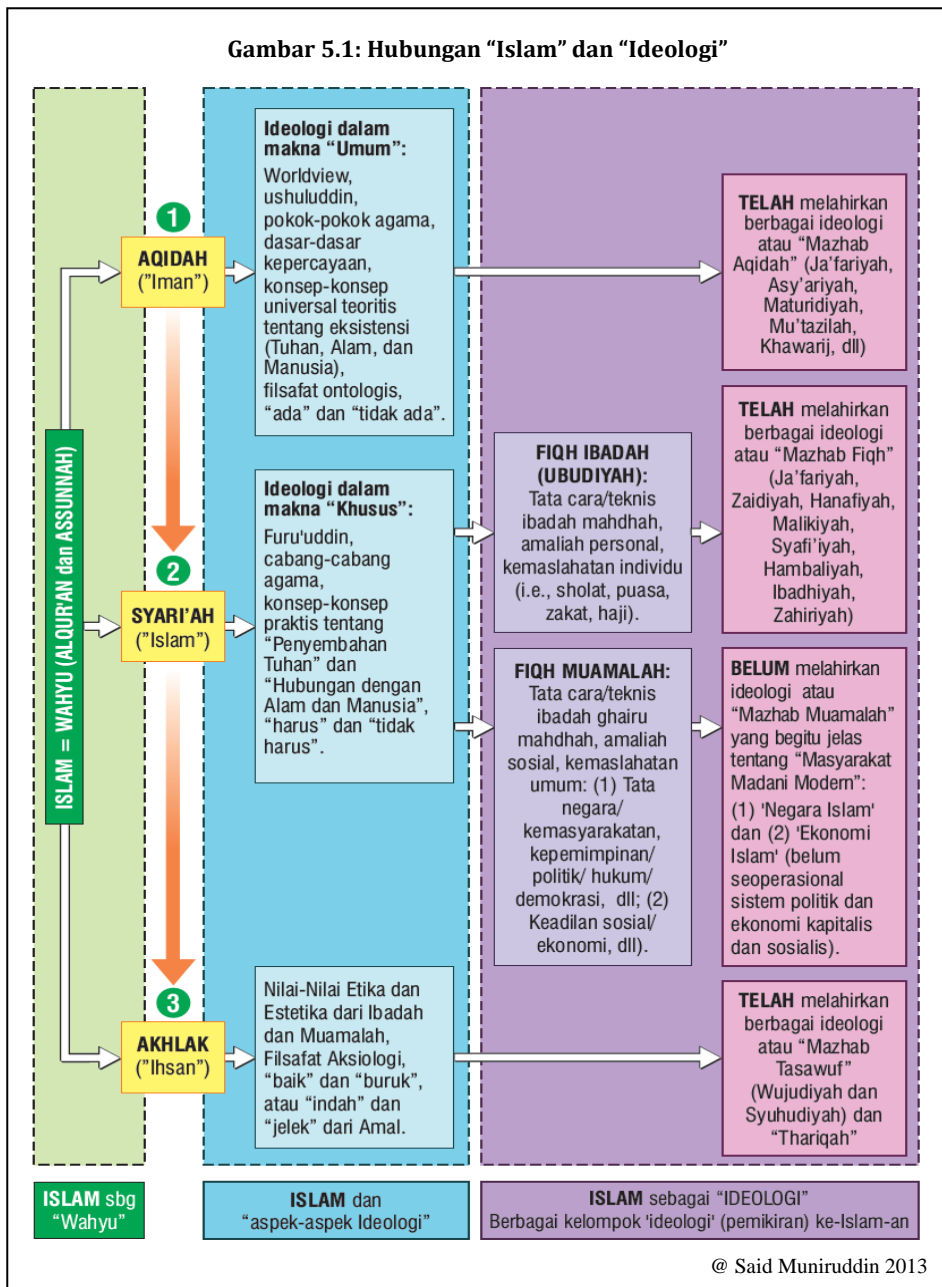 Gambar 5.1: Hubungan “Islam” dan “Ideologi”
ISLAM = WAHYU (ALQUR'AN dan ASSUNNAH)
1
AQIDAH
("Iman")
Ideologi dalam
makna “Umum”:
Worldview,
ushuluddin,
pokok-pokok agama,
dasar-dasar
kepercayaan,
konsep-konsep
universal teoritis
tentang eksistensi
(Tuhan, Alam, dan
Manusia),
filsafat ontologis,
“ada” dan “tidak ada”.
TELAH melahirkan
berbagai ideologi
atau “Mazhab
Aqidah” (Ja’fariyah,
Asy’ariyah,
Maturidiyah,
Mu’tazilah,
Khawarij, dll)
2
SYARI’AH
("Islam")
Ideologi dalam
makna “Khusus”:
Furu'uddin,
cabang-cabang
agama,
konsep-konsep
praktis tentang
“Penyembahan
Tuhan” dan
“Hubungan dengan
Alam dan Manusia”,
“harus” dan “tidak
harus”.
FIQH IBADAH
(UBUDIYAH):
Tata cara/teknis
ibadah mahdhah,
amaliah personal,
kemaslahatan individu
(i.e., sholat, puasa,
zakat, haji).
TELAH melahirkan
berbagai ideologi
atau “Mazhab Fiqh”
(Ja’fariyah,
Zaidiyah, Hanafiyah,
Malikiyah,
Syafi’iyah,
Hambaliyah,
Ibadhiyah,
Zahiriyah)
FIQH MUAMALAH:
Tata cara/teknis
ibadah ghairu
mahdhah, amaliah
sosial, kemaslahatan
umum: (1) Tata
negara/
kemasyarakatan,
kepemimpinan/
politik/ hukum/
demokrasi, dll; (2)
Keadilan sosial/
ekonomi, dll).
BELUM melahirkan
ideologi atau
“Mazhab Muamalah”
yang begitu jelas
tentang “Masyarakat
Madani Modern”:
(1) 'Negara Islam'
dan (2) 'Ekonomi
Islam' (belum
seoperasional
sistem politik dan
ekonomi kapitalis
dan sosialis).
3
AKHLAK
("Ihsan")
Nilai-Nilai Etika dan
Estetika dari Ibadah
dan Muamalah,
Filsafat Aksiologi,
“baik” dan “buruk”,
atau “indah” dan
“jelek” dari Amal.
TELAH melahirkan
berbagai ideologi
atau “Mazhab
Tasawuf”
(Wujudiyah dan
Syuhudiyah) dan
“Thariqah”
ISLAM sbg
“Wahyu”
ISLAM dan
“aspek-aspek Ideologi”
ISLAM sebagai “IDEOLOGI”
Berbagai kelompok 'ideologi' (pemikiran) ke-Islam-an
@ Said Muniruddin 2013